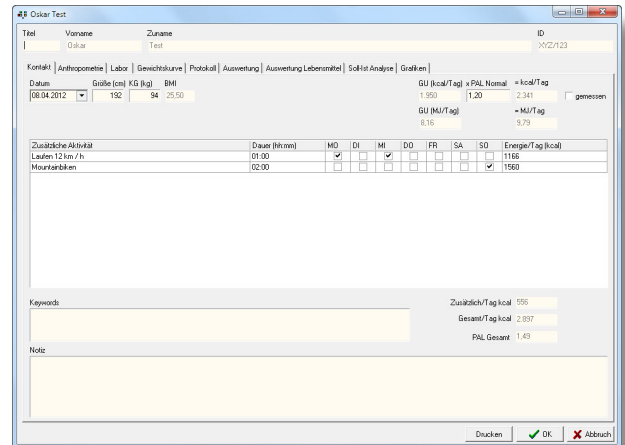 Oskar Test
Titel Vorname Zuname ID
Oskar Test XYZ/123
Kontakt Anthropometrie Labor Gewichtskurve Protokoll Auswertung Auswertung Lebensmittel Soll-Ist Analyse Grafiken
Datum Größe (cm) KG (kg) BMI GU (kcal/Tag) x PAL Normal = kcal/Tag
08.04.2012 192 94 25,50 1.950 1,20 2.341 gemessen
GU (MJ/Tag) = MJ/Tag
8,16 9,79
Zusätzliche Aktivität Dauer (hh:mm) MO DI MI DO FR SA SO Energie/Tag (kcal)
Laufen 12 km / h 01:00 1166
Mountainbiken 02:00 1560
Keywords Zusätzlich/Tag kcal 556
Gesamt/Tag kcal 2.897
PAL Gesamt 1,49
Notiz
Drucken OK Abbruch